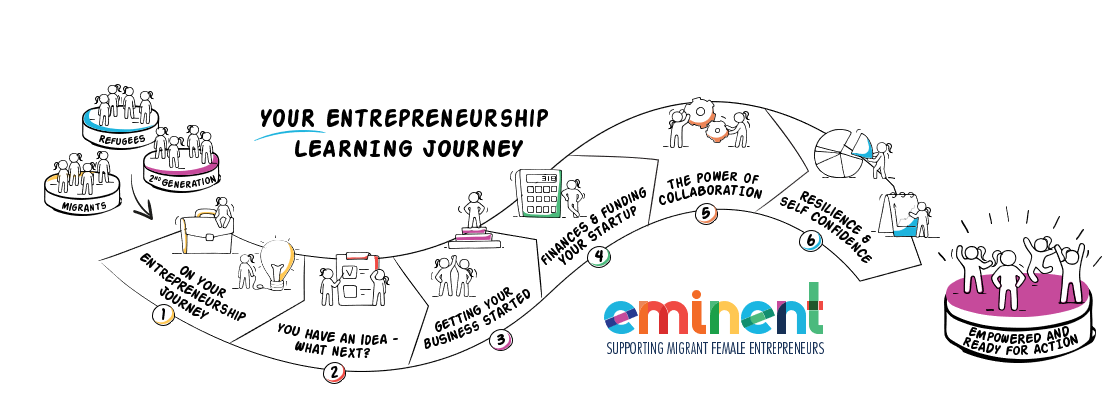 YOUR ENTREPRENEURSHIP
LEARNING JOURNEY
REFUGEES
2ND GENERATION
MIGRANTS
ON YOUR
ENTREPRENEURSHIP
JOURNEY
1
YOU HAVE AN IDEA -
WHAT NEXT?
2
GETTING YOUR
BUSINESS STARTED
3
318
FINANCES & FUNDING
YOUR STARTUP
4
THE POWER OF
COLLABORATION
5
RESILIENCE &
SELF CONFIDENCE
6
eminent
SUPPORTING MIGRANT FEMALE ENTREPRENEURS
EMPOWERED AND
READY FOR ACTION